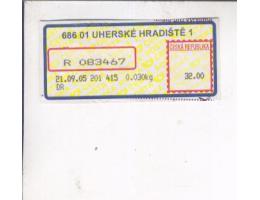 686 01 UHERSKÉ HRADIŠTĚ 1
ČESKÁ REPUBLIKA
R 083467
21.09.05 201 415 0.030kg
32.00
DR